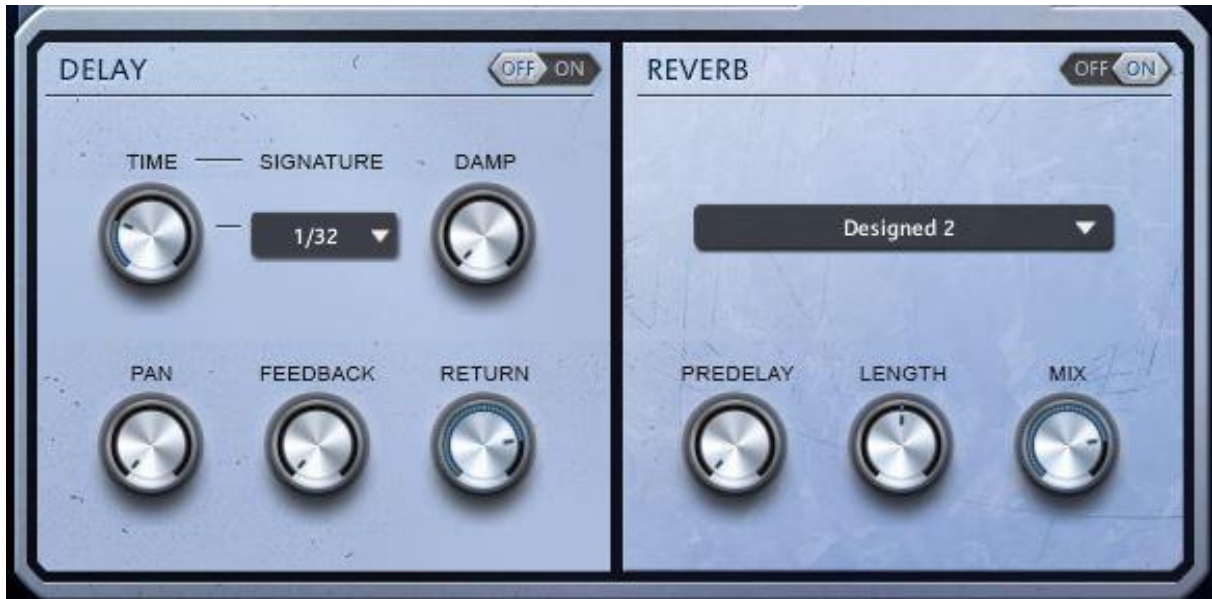 DELAY
OFF ON
TIME SIGNATURE DAMP
1/32
PAN FEEDBACK RETURN
REVERB
OFF ON
Designed 2
PREDELAY LENGTH MIX